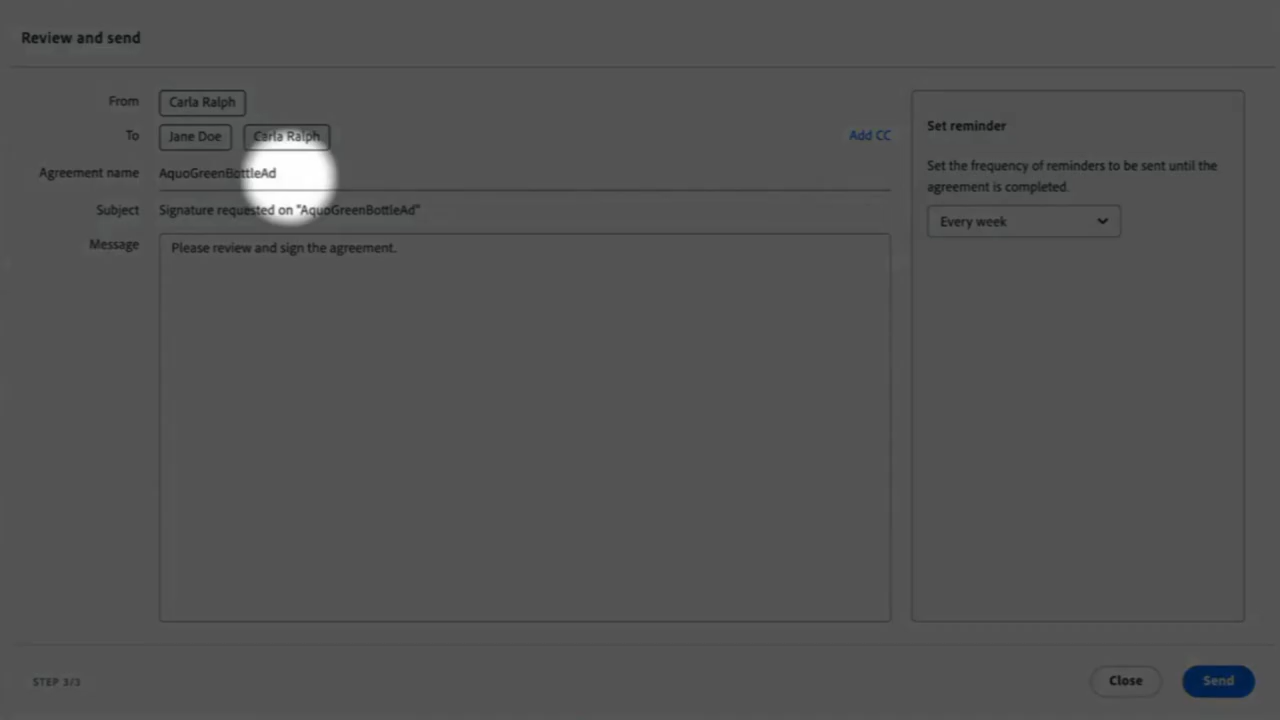 Review and send
From Carla Ralph
To Jane Doe Carla Ralph Add CC
Agreement name AquoGreenBottleAd
Subject Signature requested on "AquoGreenBottleAd"
Message Please review and sign the agreement.
Set reminder
Set the frequency of reminders to be sent until the
agreement is completed.
Every week
STEP 3/3
Close Send